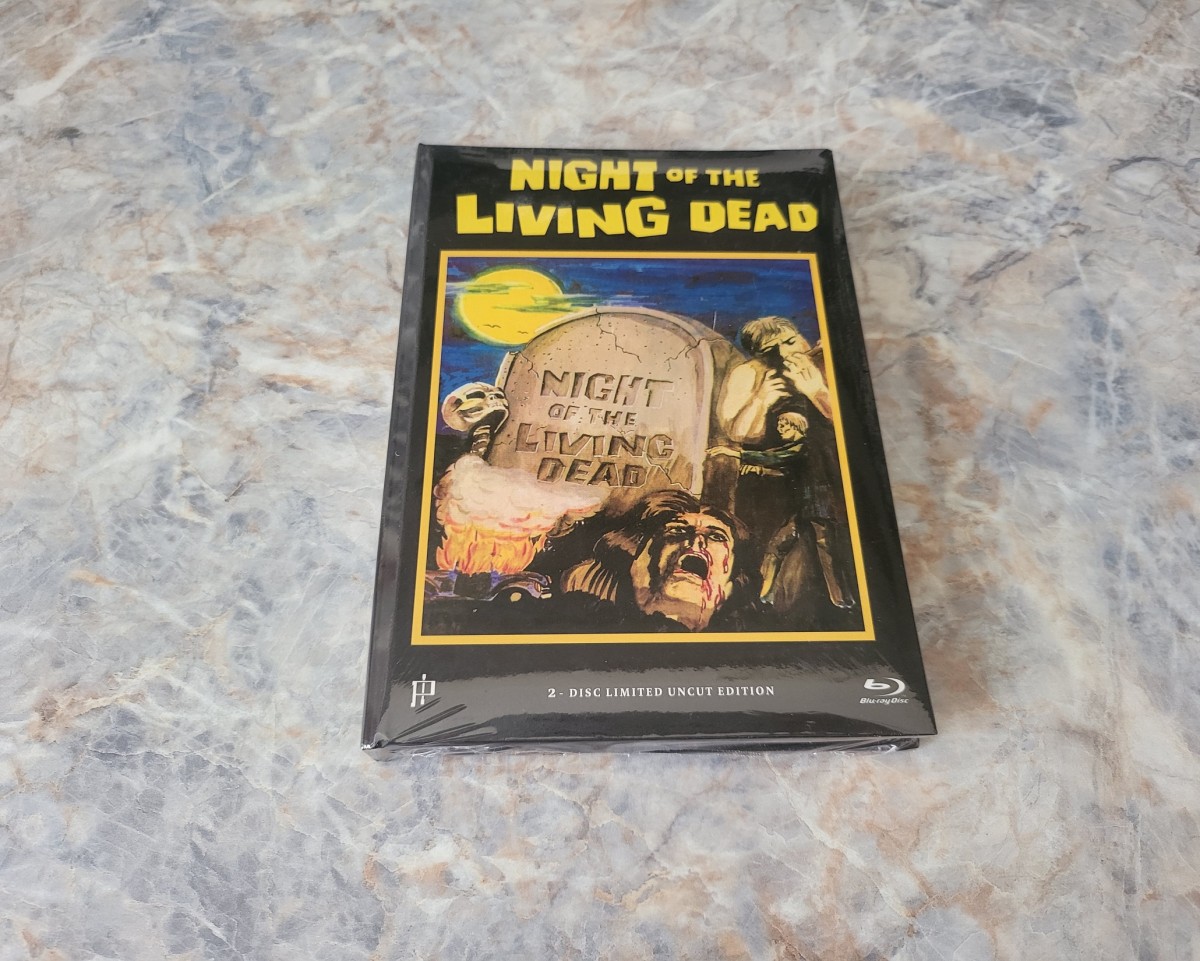 NIGHT OF THE
LIVING DEAD
NIGHT
OF THE
LIVING
DEAD
2 - DISC LIMITED UNCUT EDITION
Blu-ray Disc